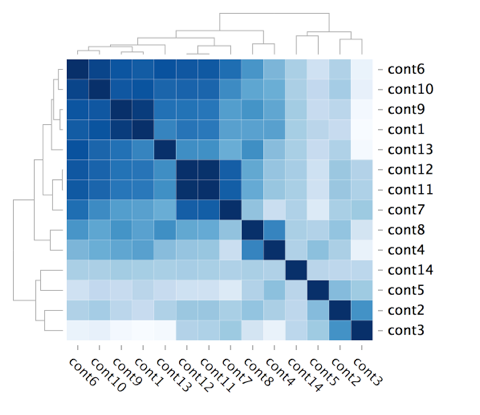 cont6
cont10
cont9
cont1
cont13
cont12
cont11
cont7
cont8
cont4
cont14
cont5
cont2
cont3
cont6
cont10
cont9
cont1
cont13
cont12
cont11
cont7
cont8
cont4
cont14
cont5
cont2
cont3